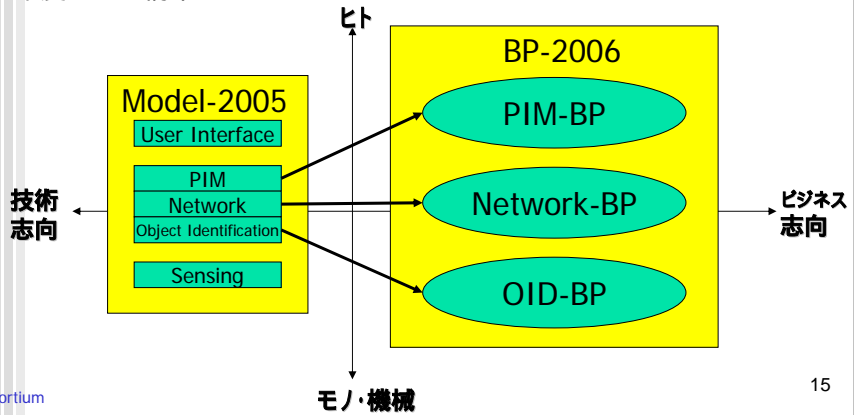 ヒト
BP-2006
Model-2005
PIM-BP
User Interface
PIM
Network
Object Identification
Network-BP
技術
志向
ビジネス
志向
Sensing
OID-BP
モノ・機械
15
ortium